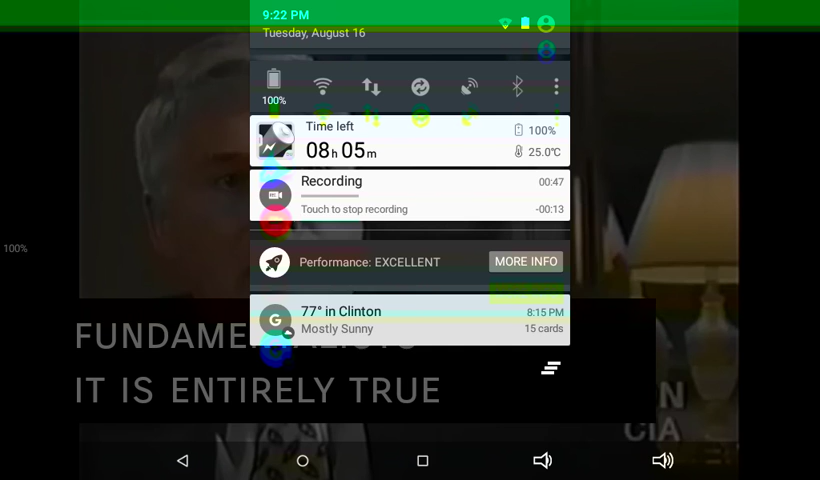 9:22 PM
Tuesday, August 16
100%
Time left
100%
08h 05m
25.0℃
Recording
00:47
Touch to stop recording
-00:13
100%
Performance: EXCELLENT
MORE INFO
77° in Clinton
8:15 PM
Mostly Sunny
15 cards
IT IS ENTIRELY TRUE
CIA